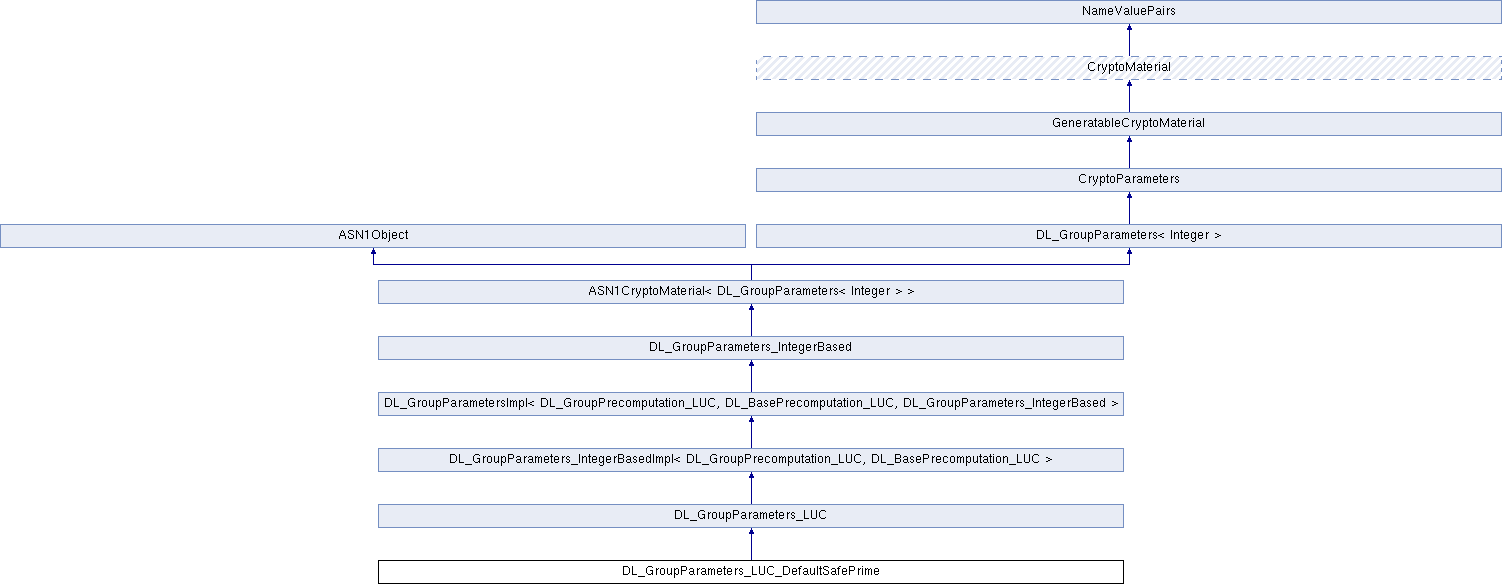 NameValuePairs
CryptoMaterial
GeneratableCryptoMaterial
CryptoParameters
ASN1Object
DL_GroupParameters< Integer >
ASN1CryptoMaterial< DL_GroupParameters< Integer > >
DL_GroupParameters_IntegerBased
DL_GroupParametersImpl< DL_GroupPrecomputation_LUC, DL_BasePrecomputation_LUC, DL_GroupParameters_IntegerBased >
DL_GroupParameters_IntegerBasedImpl< DL_GroupPrecomputation_LUC, DL_BasePrecomputation_LUC >
DL_GroupParameters_LUC
DL_GroupParameters_LUC_DefaultSafePrime